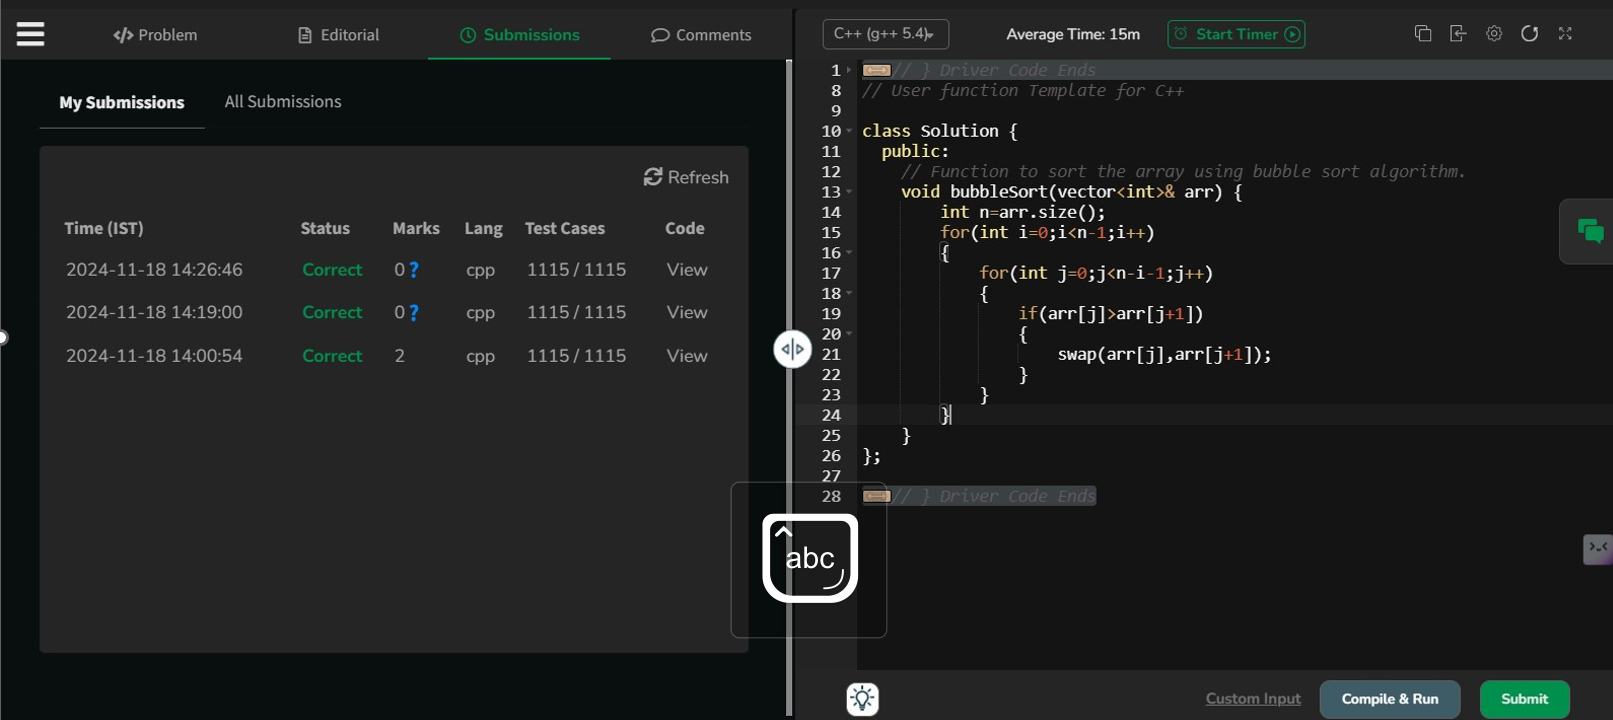 </> Problem
Editorial
Submissions
Comments
C++ (g++ 5.4)
Average Time: 15m
Start Timer
My Submissions
All Submissions
Refresh
Time (IST) Status Marks Lang Test Cases Code
2024-11-18 14:26:46 Correct 0 ? cpp 1115 / 1115 View
2024-11-18 14:19:00 Correct 0 ? cpp 1115 / 1115 View
2024-11-18 14:00:54 Correct 2 cpp 1115 / 1115 View
1 // } Driver Code Ends
8 // User function Template for C++
9
10 class Solution {
11 public:
12 // Function to sort the array using bubble sort algorithm.
13 void bubbleSort(vector<int>& arr) {
14 int n=arr.size();
15 for(int i=0;i<n-1;i++)
16 {
17 for(int j=0;j<n-i-1;j++)
18 {
19 if(arr[j]>arr[j+1])
20 {
21 swap(arr[j],arr[j+1]);
22 }
23 }
24 }
25 }
26 };
27
28 // } Driver Code Ends
abc
Custom Input
Compile & Run
Submit